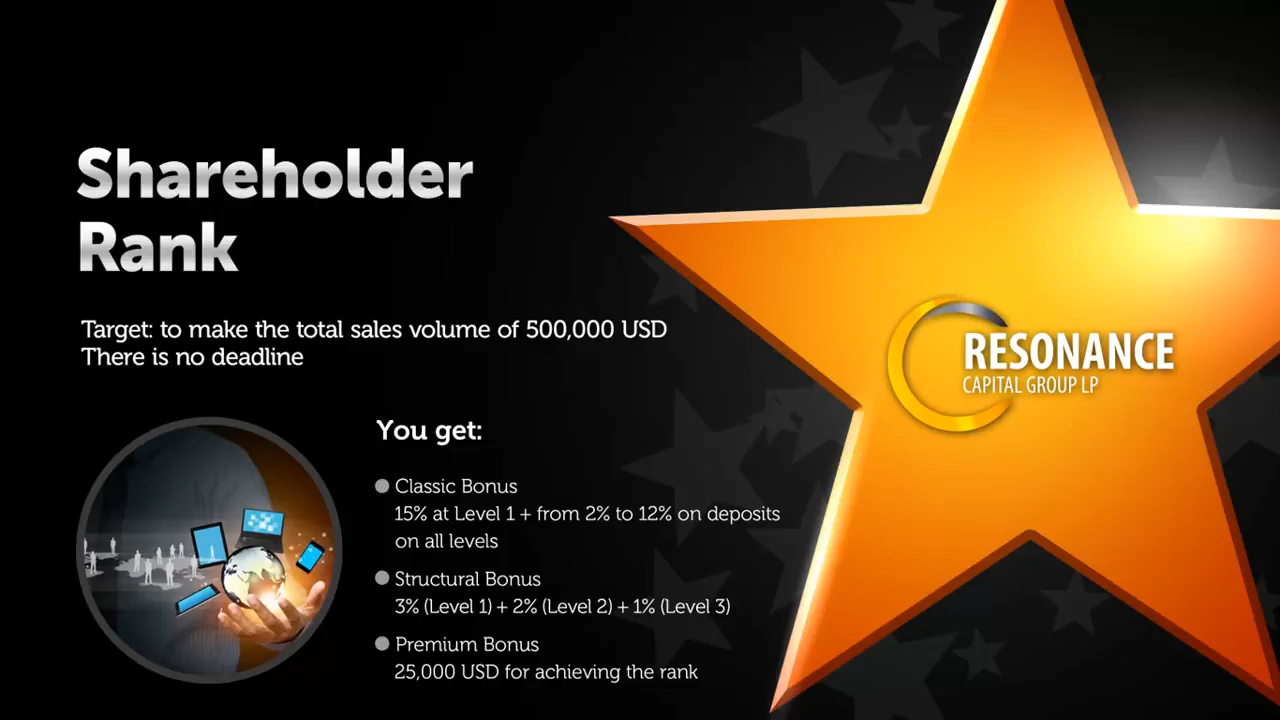 Shareholder
Rank
Target: to make the total sales volume of 500,000 USD
There is no deadline
You get:
Classic Bonus
15% at Level 1 + from 2% to 12% on deposits
on all levels
Structural Bonus
3% (Level 1) + 2% (Level 2) + 1% (Level 3)
Premium Bonus
25,000 USD for achieving the rank
RESONANCE
CAPITAL GROUP LP